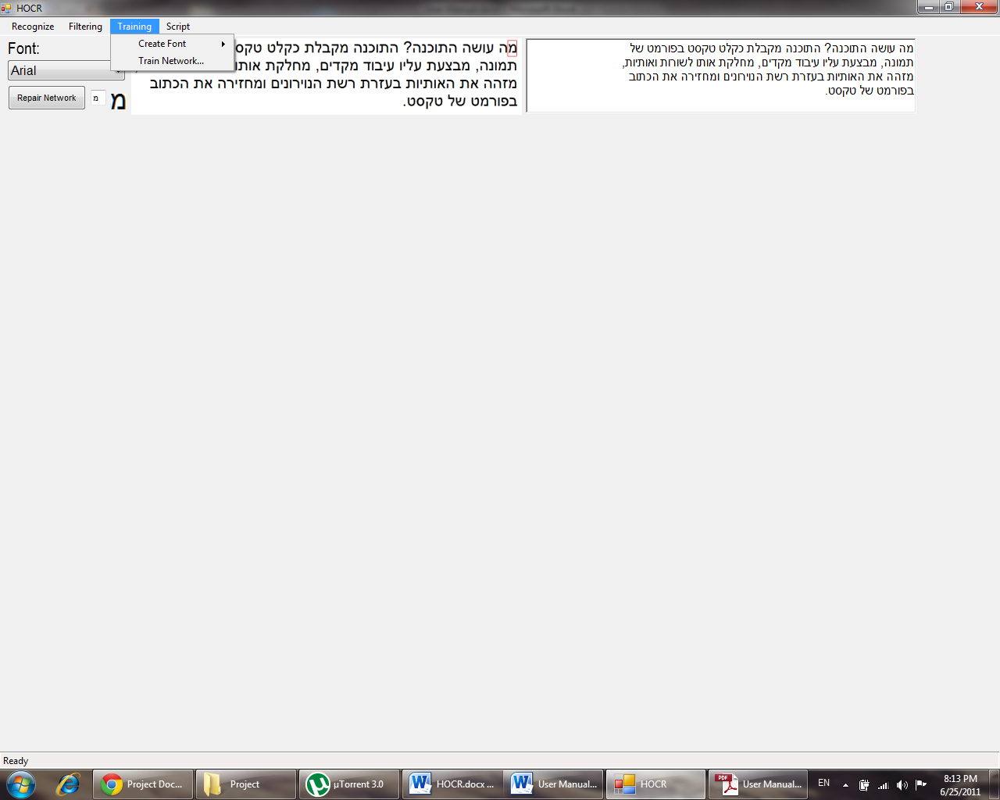 HOCR
Recognize Filtering Training Script
Create Font
Train Network...
Font:
Arial
Repair Network
מ
מ
מה עושה התוכנה? התוכנה מקבלת כקלט טקס
תמונה, מבצעת עליו עיבוד מקדים, מחלקת אותו
מזהה את האותיות בעזרת רשת הנוירונים ומחזירה את הכתוב
בפורמט של טקסט.
מה עושה התוכנה? התוכנה מקבלת כקלט טקסט בפורמט של
תמונה, מבצעת עליו עיבוד מקדים, מחלקת אותו לשורות ואותיות,
מזהה את האותיות בעזרת רשת הנוירונים ומחזירה את הכתוב
בפורמט של טקסט.
Ready
Project Doc...
Project
µTorrent 3.0
HOCR.docx ...
User Manual...
HOCR
User Manual...
EN
8:13 PM
6/25/2011